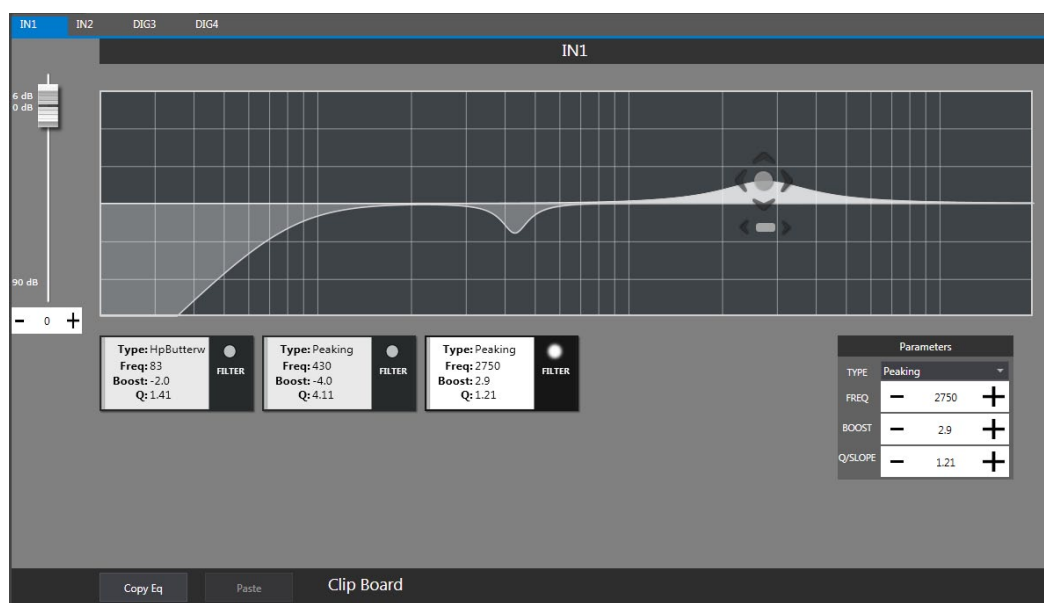 IN1 IN2 DIG3 DIG4
IN1
6 dB
0 dB
90 dB
- 0 +
Type: HpButterw
Freq: 83
Boost: -2.0
Q: 1.41
FILTER
Type: Peaking
Freq: 430
Boost: -4.0
Q: 4.11
FILTER
Type: Peaking
Freq: 2750
Boost: 2.9
Q: 1.21
FILTER
Parameters
TYPE Peaking
FREQ - 2750 +
BOOST - 2.9 +
Q/SLOPE - 1.21 +
Copy Eq Paste Clip Board